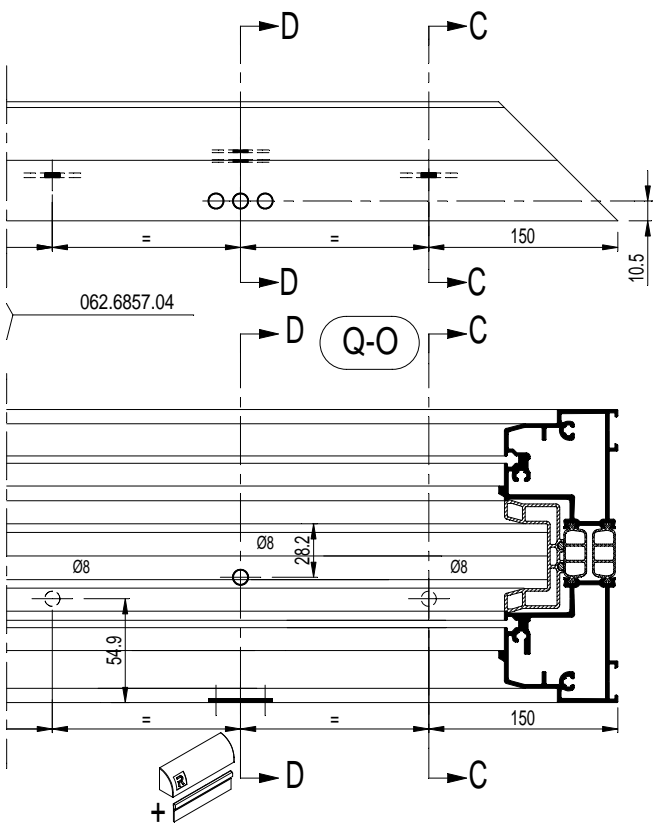 D C
= = 150
10.5
D C
062.6857.04
D Q-O C
Ø8 28.2
Ø8 Ø8
54.9
= = 150
R
+
D C